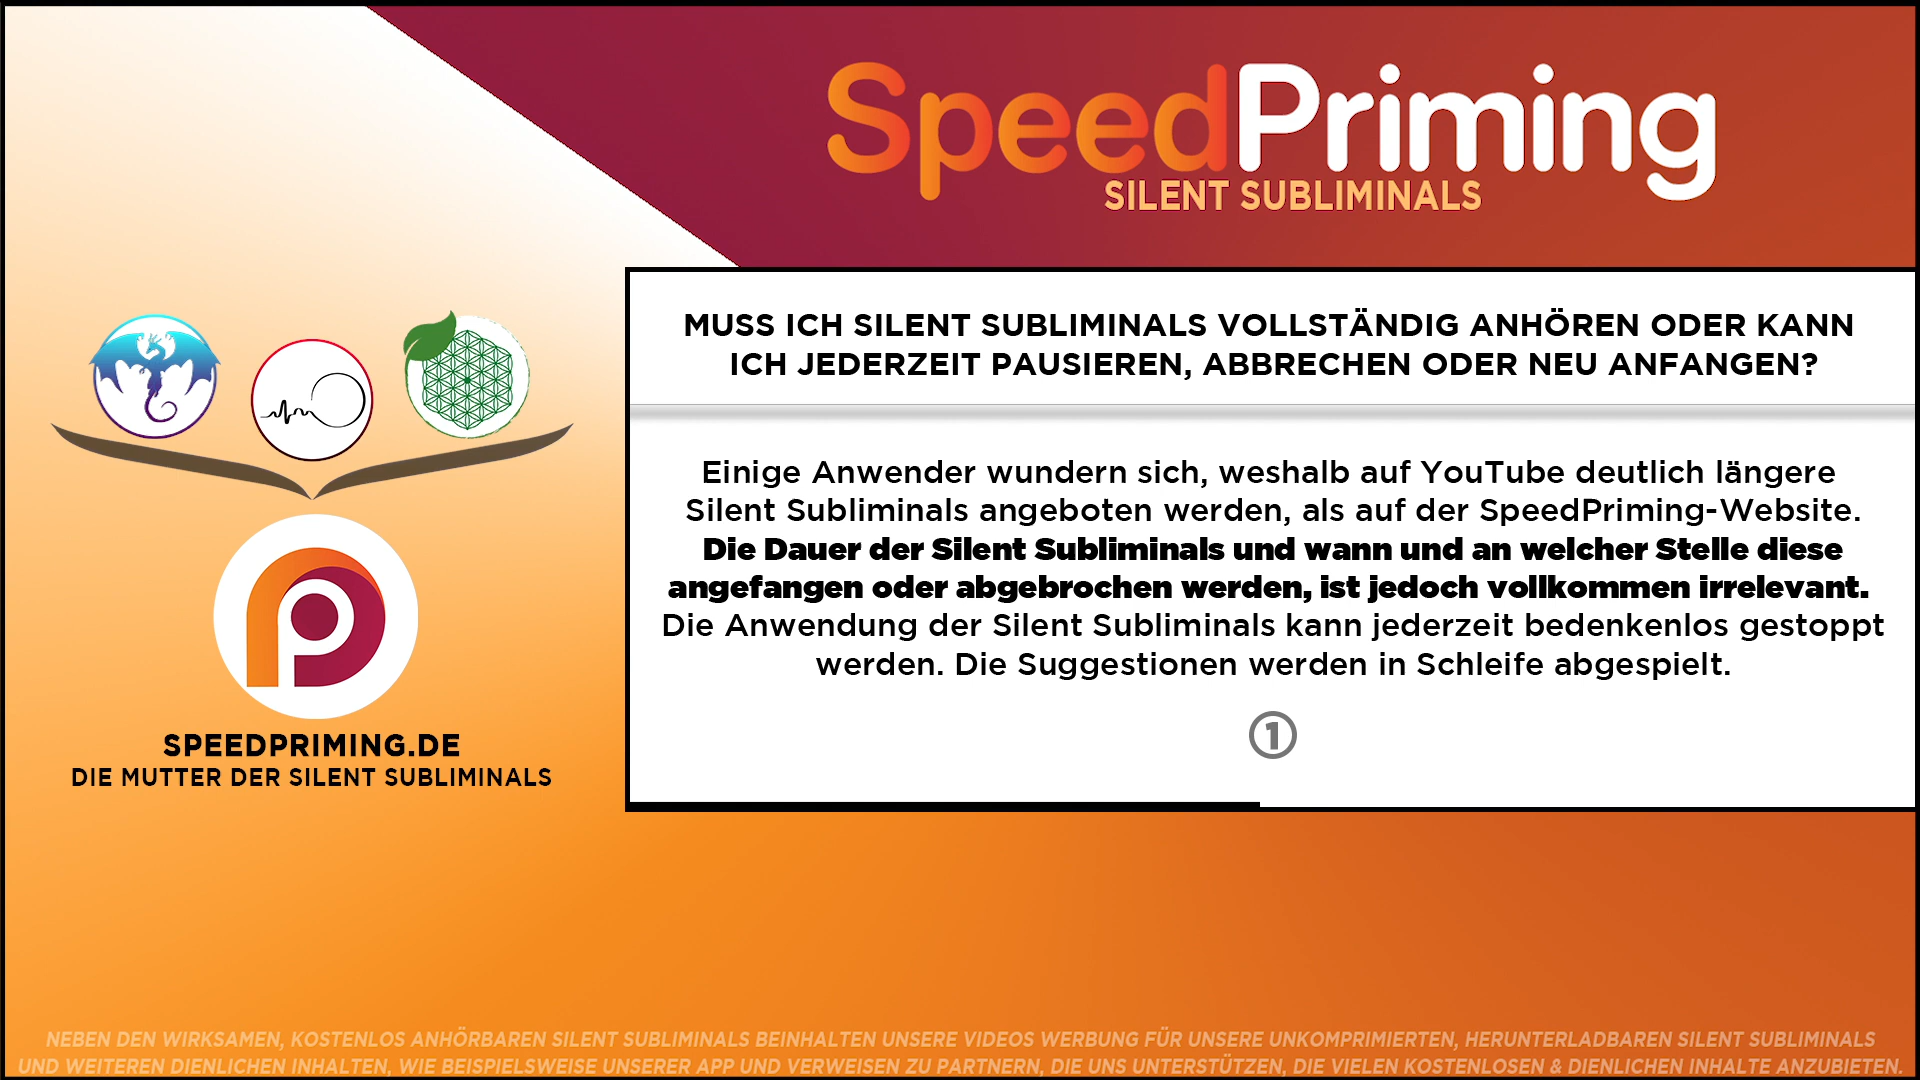 SpeedPriming
SILENT SUBLIMINALS
MUSS ICH SILENT SUBLIMINALS VOLLSTÄNDIG ANHÖREN ODER KANN
ICH JEDERZEIT PAUSIEREN, ABBRECHEN ODER NEU ANFANGEN?
Einige Anwender wundern sich, weshalb auf YouTube deutlich längere
Silent Subliminals angeboten werden, als auf der SpeedPriming-Website.
Die Dauer der Silent Subliminals und wann und an welcher Stelle diese
angefangen oder abgebrochen werden, ist jedoch vollkommen irrelevant.
Die Anwendung der Silent Subliminals kann jederzeit bedenkenlos gestoppt
werden. Die Suggestionen werden in Schleife abgespielt.
①
SPEEDPRIMING.DE
DIE MUTTER DER SILENT SUBLIMINALS
NEBEN DEN WIRKSAMEN, KOSTENLOS ANHÖRBAREN SILENT SUBLIMINALS BEINHALTEN UNSERE VIDEOS WERBUNG FÜR UNSERE UNKOMPRIMIERTEN, HERUNTERLADBAREN SILENT SUBLIMINALS
UND WEITEREN DIENLICHEN INHALTEN, WIE BEISPIELSWEISE UNSERER APP UND VERWEISEN ZU PARTNERN, DIE UNS UNTERSTÜTZEN, DIE VIELEN KOSTENLOSEN & DIENLICHEN INHALTE ANZUBIETEN.